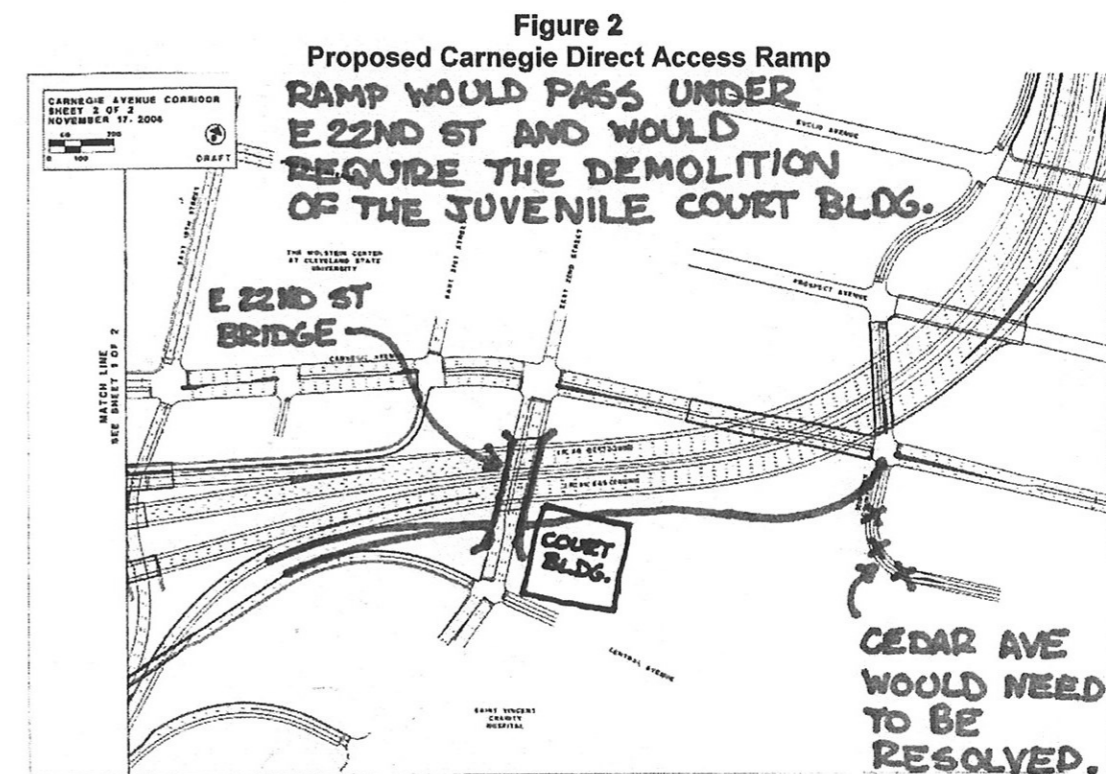 Figure 2
Proposed Carnegie Direct Access Ramp
CARNEGIE AVENUE CORRIDOR
SHEET 2 OF 2
NOVEMBER 17, 2006
60 200
0 100
DRAFT
RAMP WOULD PASS UNDER
E 22ND ST AND WOULD
REQUIRE THE DEMOLITION
OF THE JUVENILE COURT BLDG.
EUCLID AVENUE
EAST 18TH STREET
THE WOLSTEIN CENTER
AT CLEVELAND STATE
UNIVERSITY
EAST 21ST STREET
EAST 22ND STREET
PROSPECT AVENUE
E 22ND ST
BRIDGE
CARNEGIE AVENUE
MATCH LINE
SEE SHEET 1 OF 2
COURT
BLDG.
CENTRAL AVENUE
SAINT VINCENT
CHARITY
HOSPITAL
CEDAR AVE
WOULD NEED
TO BE
RESOLVED.